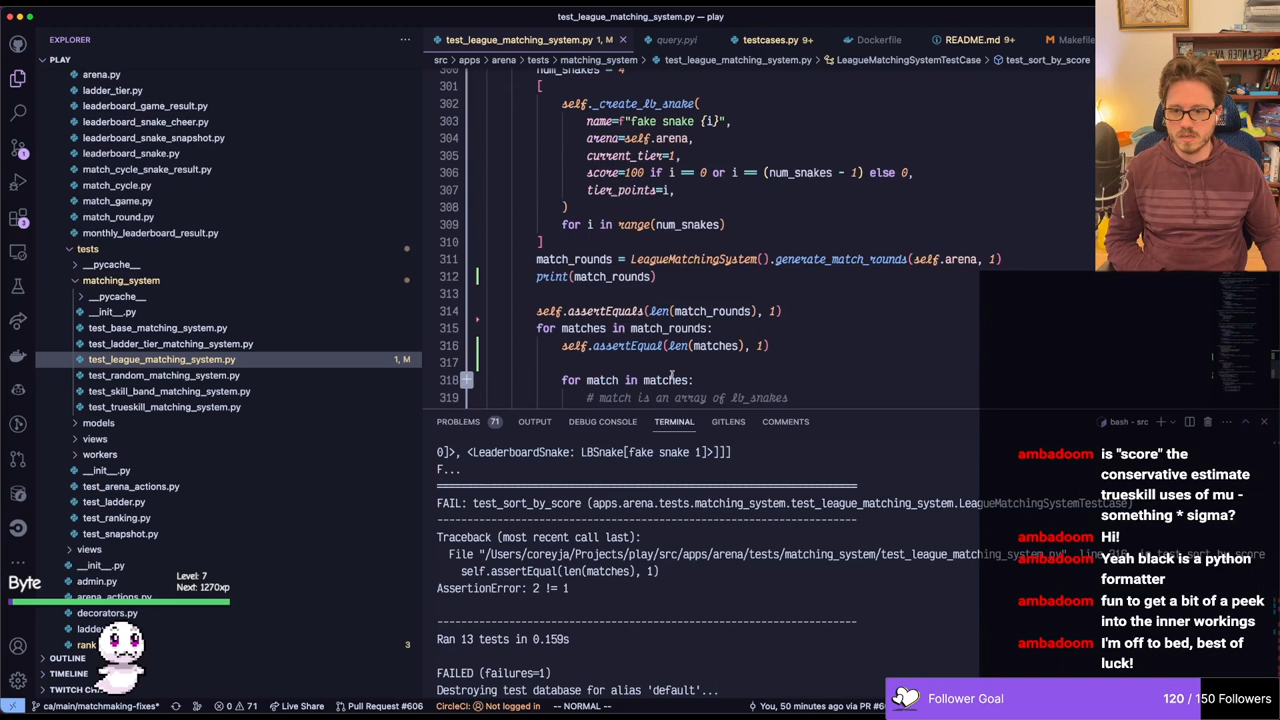 test_league_matching_system.py — play
EXPLORER
PLAY
arena.py
ladder_tier.py
leaderboard_game_result.py
leaderboard_snake_cheer.py
leaderboard_snake_snapshot.py
leaderboard_snake.py
match_cycle_snake_result.py
match_cycle.py
match_game.py
match_round.py
monthly_leaderboard_result.py
tests
__pycache__
matching_system
__pycache__
__init__.py
test_base_matching_system.py
test_ladder_tier_matching_system.py
test_league_matching_system.py 1, M
test_random_matching_system.py
test_skill_band_matching_system.py
test_trueskill_matching_system.py
models
views
workers
__init__.py
test_arena_actions.py
test_ladder.py
test_ranking.py
test_snapshot.py
views
__init__.py
admin.py
arena_actions.py
decorators.py
rank 3
OUTLINE
TIMELINE
Byte
Level: 7
Next: 1270xp
test_league_matching_system.py 1, M query.pyi testcases.py 9+ Dockerfile README.md 9+ Makefile
src > apps > arena > tests > matching_system > test_league_matching_system.py > LeagueMatchingSystemTestCase > test_sort_by_score
300 num_snakes = 4
301 [
302 self._create_lb_snake(
303 name=f"fake snake {i}",
304 arena=self.arena,
305 current_tier=1,
306 score=100 if i == 0 or i == (num_snakes - 1) else 0,
307 tier_points=i,
308 )
309 for i in range(num_snakes)
310 ]
311 match_rounds = LeagueMatchingSystem().generate_match_rounds(self.arena, 1)
312 print(match_rounds)
313
314 self.assertEquals(len(match_rounds), 1)
315 for matches in match_rounds:
316 self.assertEqual(len(matches), 1)
317
318 for match in matches:
319 # match is an array of lb_snakes
PROBLEMS 71 OUTPUT DEBUG CONSOLE TERMINAL GITLENS COMMENTS
bash - src
0]>, <LeaderboardSnake: LBSnake[fake snake 1]>]]]
F...
FAIL: test_sort_by_score (apps.arena.tests.matching_system.test_league_matching_system.LeagueMatchingSystemTestCase)
Traceback (most recent call last):
File "/Users/coreyja/Projects/play/src/apps/arena/tests/matching_system/test_league_matching_system.py", line 316, in test_sort_by_score
self.assertEqual(len(matches), 1)
AssertionError: 2 != 1
Ran 13 tests in 0.159s
FAILED (failures=1)
Destroying test database for alias 'default'...
ambadoom is "score" the conservative estimate trueskill uses of mu - something * sigma?
ambadoom Hi!
ambadoom Yeah black is a python formatter
ambadoom fun to get a bit of a peek into the inner workings
ambadoom I'm off to bed, best of luck!
Follower Goal 120 / 150 Followers
ca/main/matchmaking-fixes* 0 71 Live Share Pull Request #606 CircleCI: Not logged in -- NORMAL -- You, 50 minutes ago via PR